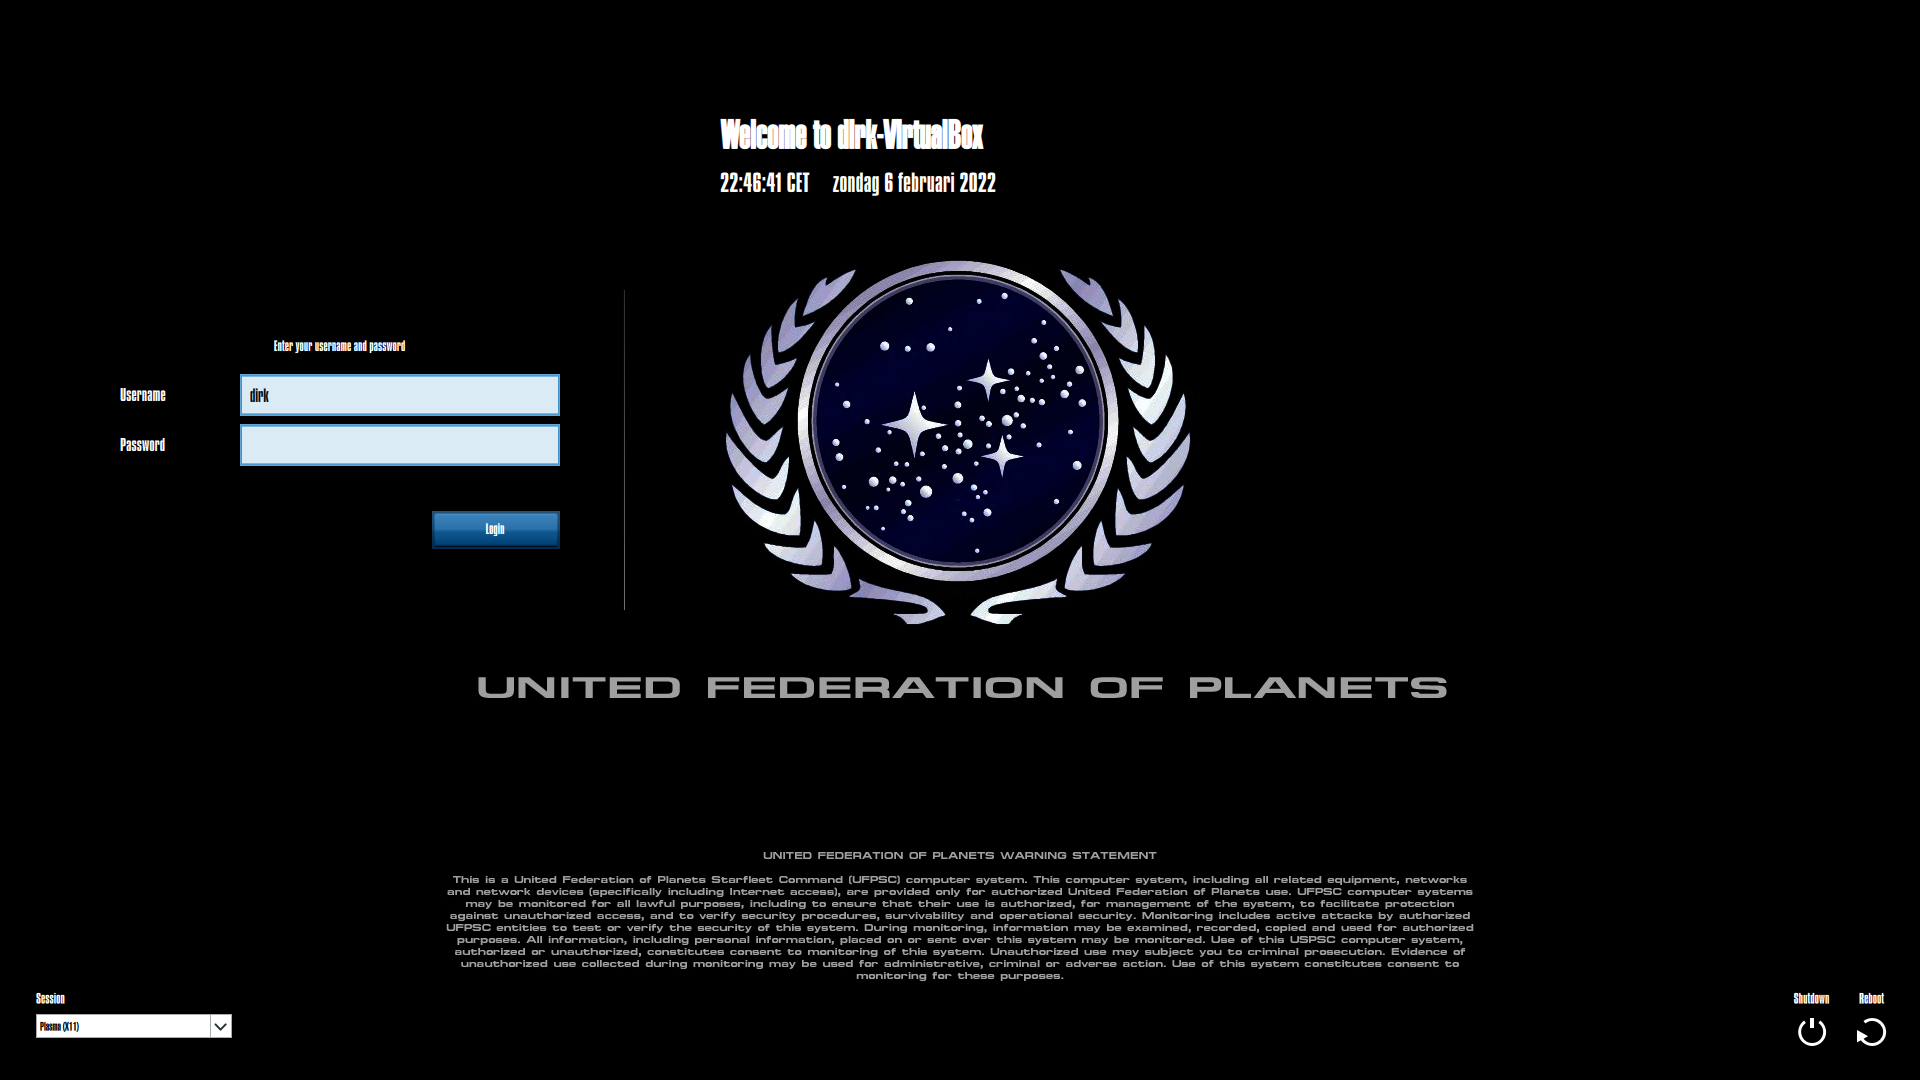 Welcome to dirk-VirtualBox
22:46:41 CET zondag 6 februari 2022
Enter your username and password
Username
dirk
Password
Login
UNITED FEDERATION OF PLANETS
UNITED FEDERATION OF PLANETS WARNING STATEMENT
This is a United Federation of Planets Starfleet Command (UFPSC) computer system. This computer system, including all related equipment, networks
and network devices (specifically including Internet access), are provided only for authorized United Federation of Planets use. UFPSC computer systems
may be monitored for all lawful purposes, including to ensure that their use is authorized, for management of the system, to facilitate protection
against unauthorized access, and to verify security procedures, survivability and operational security. Monitoring includes active attacks by authorized
UFPSC entities to test or verify the security of this system. During monitoring, information may be examined, recorded, copied and used for authorized
purposes. All information, including personal information, placed on or sent over this system may be monitored. Use of this USPSC computer system,
authorized or unauthorized, constitutes consent to monitoring of this system. Unauthorized use may subject you to criminal prosecution. Evidence of
unauthorized use collected during monitoring may be used for administrative, criminal or adverse action. Use of this system constitutes consent to
monitoring for these purposes.
Session
Plasma (X11)
Shutdown
Reboot